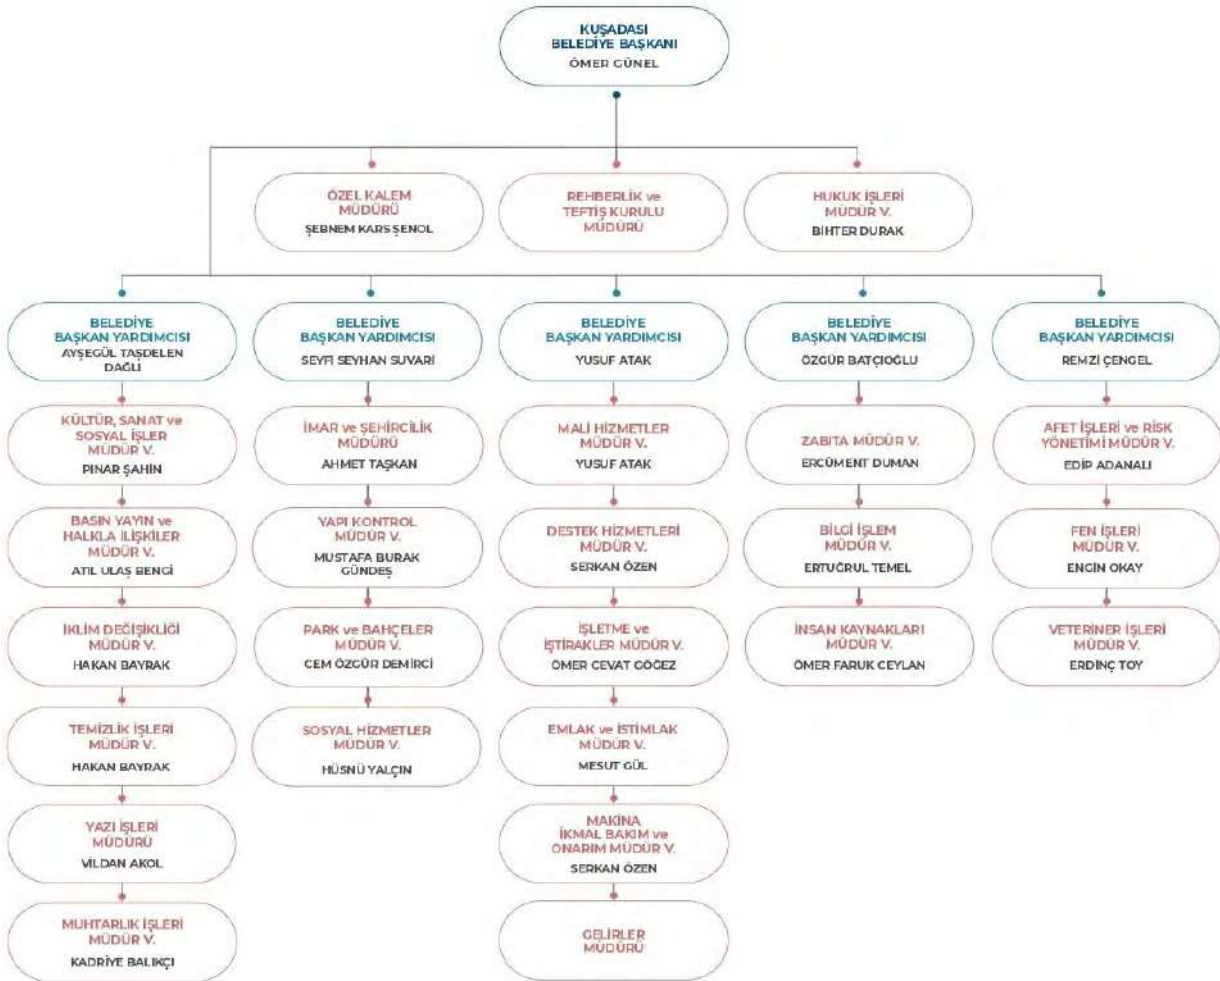 KUŞADASI
BELEDİYE BAŞKANI
ÖMER GÜNEL
ÖZEL KALEM
MÜDÜRÜ
ŞEBNEM KARS ŞENOL
REHBERLİK ve
TEFTİŞ KURULU
MÜDÜRÜ
HUKUK İŞLERİ
MÜDÜR V.
BİHTER DURAK
BELEDİYE
BAŞKAN YARDIMCISI
AYŞEGÜL TAŞDELEN
DAĞLI
KÜLTÜR, SANAT ve
SOSYAL İŞLER
MÜDÜR V.
PINAR ŞAHİN
BASIN YAYIN ve
HALKLA İLİŞKİLER
MÜDÜR V.
ATIL ULAŞ BENGİ
İKLİM DEĞİŞİKLİĞİ
MÜDÜR V.
HAKAN BAYRAK
TEMİZLİK İŞLERİ
MÜDÜR V.
HAKAN BAYRAK
YAZI İŞLERİ
MÜDÜRÜ
VİLDAN AKOL
MUHTARLIK İŞLERİ
MÜDÜR V.
KADRİYE BALIKÇI
BELEDİYE
BAŞKAN YARDIMCISI
SEYFİ SEYHAN SUVARİ
İMAR ve ŞEHİRCİLİK
MÜDÜRÜ
AHMET TAŞKAN
YAPI KONTROL
MÜDÜR V.
MUSTAFA BURAK
GÜNDEŞ
PARK ve BAHÇELER
MÜDÜR V.
CEM ÖZGÜR DEMİRCİ
SOSYAL HİZMETLER
MÜDÜR V.
HÜSNÜ YALÇIN
BELEDİYE
BAŞKAN YARDIMCISI
YUSUF ATAK
MALİ HİZMETLER
MÜDÜR V.
YUSUF ATAK
DESTEK HİZMETLERİ
MÜDÜR V.
SERKAN ÖZEN
İŞLETME ve
İŞTİRAKLER MÜDÜR V.
ÖMER CEVAT GÖĞEZ
EMLAK ve İSTİMLAK
MÜDÜR V.
MESUT GÜL
MAKİNA
İKMAL BAKIM ve
ONARIM MÜDÜR V.
SERKAN ÖZEN
GELİRLER
MÜDÜRÜ
BELEDİYE
BAŞKAN YARDIMCISI
ÖZGÜR BATÇIOĞLU
ZABITA MÜDÜR V.
ERCÜMENT DUMAN
BİLGİ İŞLEM
MÜDÜR V.
ERTUĞRUL TEMEL
İNSAN KAYNAKLARI
MÜDÜR V.
ÖMER FARUK CEYLAN
BELEDİYE
BAŞKAN YARDIMCISI
REMZİ ÇENGEL
AFET İŞLERİ ve RİSK
YÖNETİMİ MÜDÜR V.
EDİP ADANALI
FEN İŞLERİ
MÜDÜR V.
ENGİN OKAY
VETERİNER İŞLERİ
MÜDÜR V.
ERDİNÇ TOY